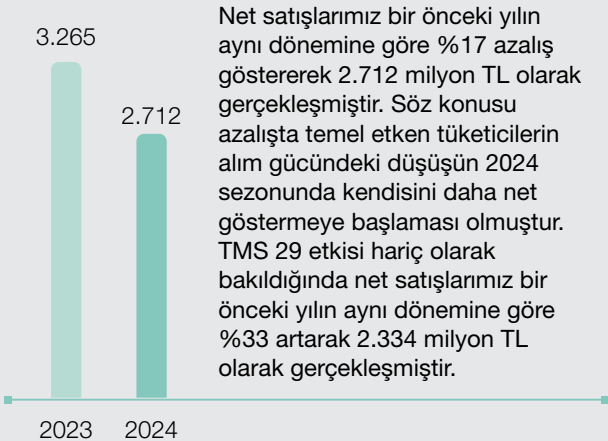 3.265
2.712
2023
2024
Net satışlarımız bir önceki yılın
aynı dönemine göre %17 azalış
göstererek 2.712 milyon TL olarak
gerçekleşmiştir. Söz konusu
azalışta temel etken tüketicilerin
alım gücündeki düşüşün 2024
sezonunda kendisini daha net
göstermeye başlaması olmuştur.
TMS 29 etkisi hariç olarak
bakıldığında net satışlarımız bir
önceki yılın aynı dönemine göre
%33 artarak 2.334 milyon TL
olarak gerçekleşmiştir.